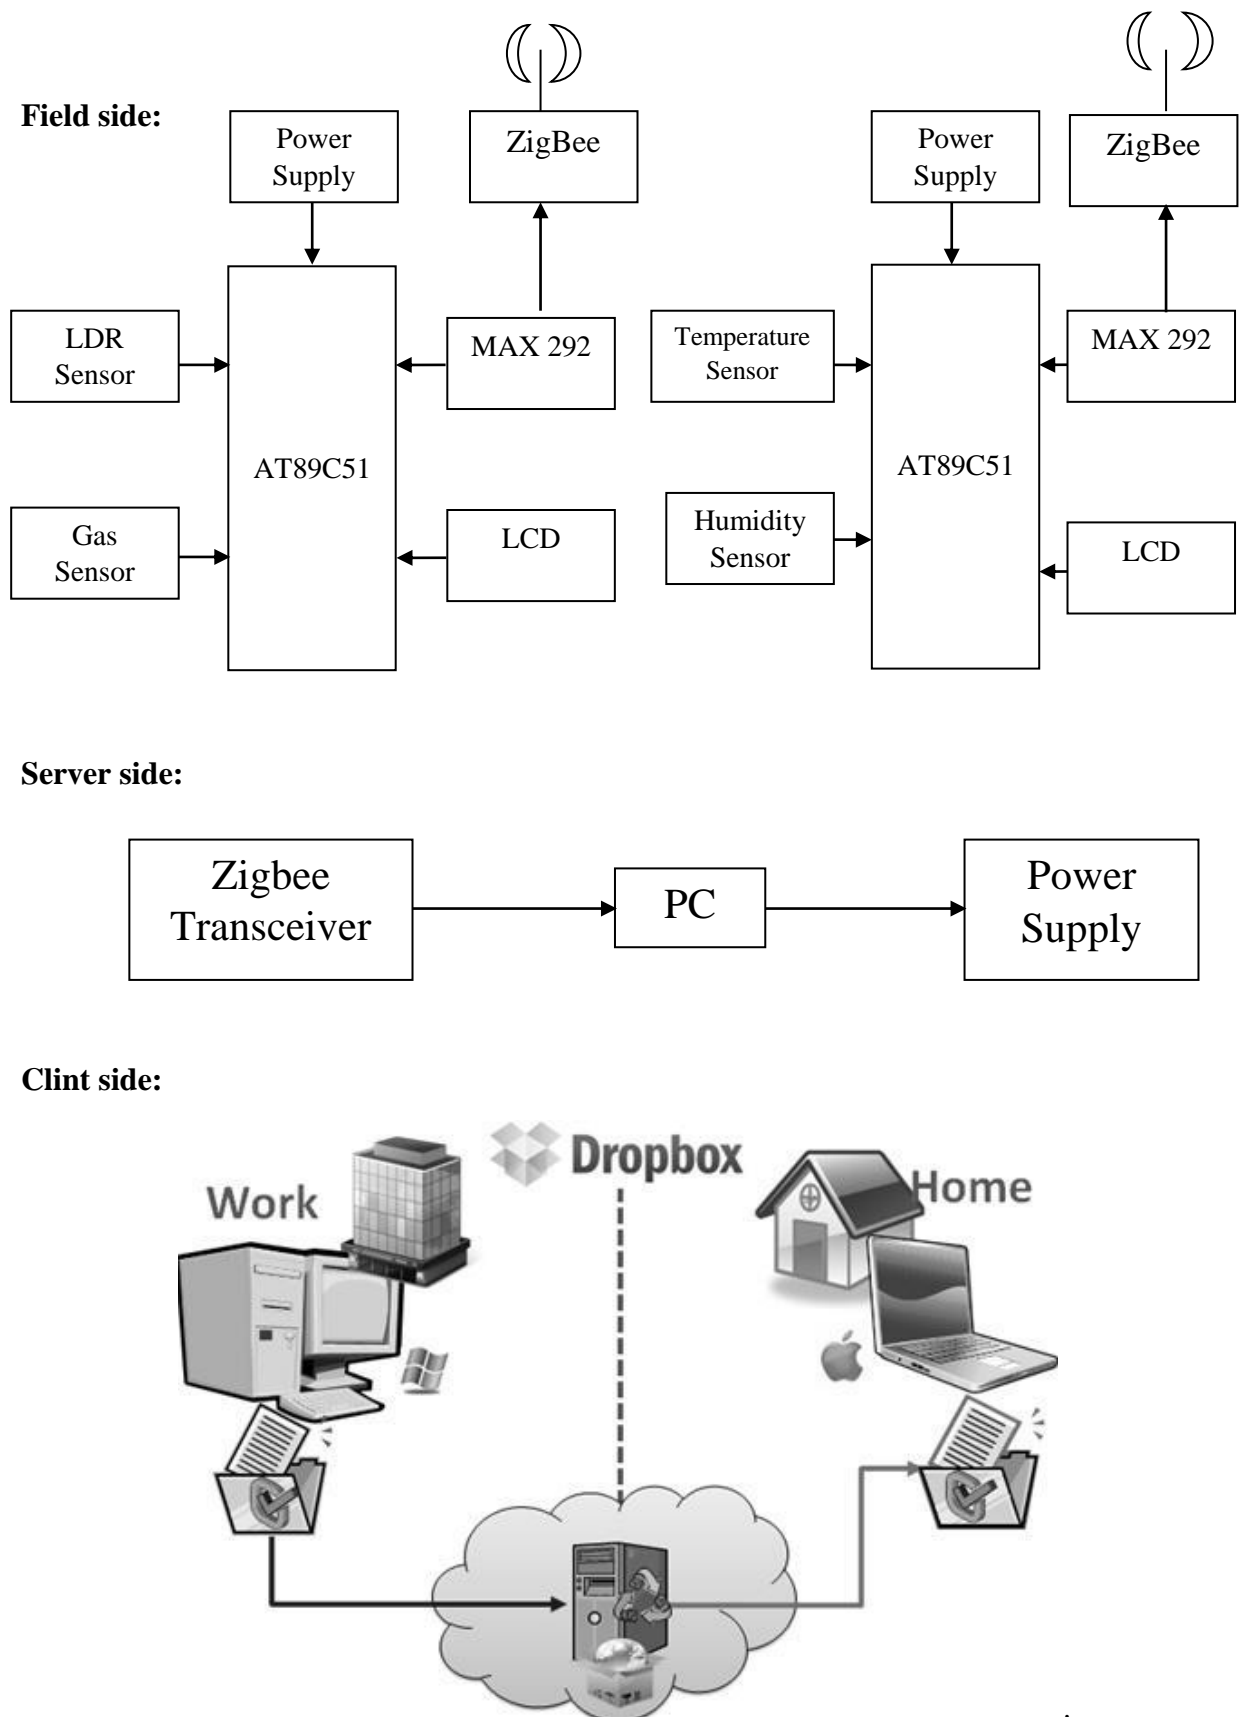 Field side:
Power
Supply
ZigBee
LDR
Sensor
MAX 292
AT89C51
Gas
Sensor
LCD
Power
Supply
ZigBee
Temperature
Sensor
MAX 292
AT89C51
Humidity
Sensor
LCD
Server side:
Zigbee
Transceiver
PC
Power
Supply
Clint side:
Dropbox
Work
Home